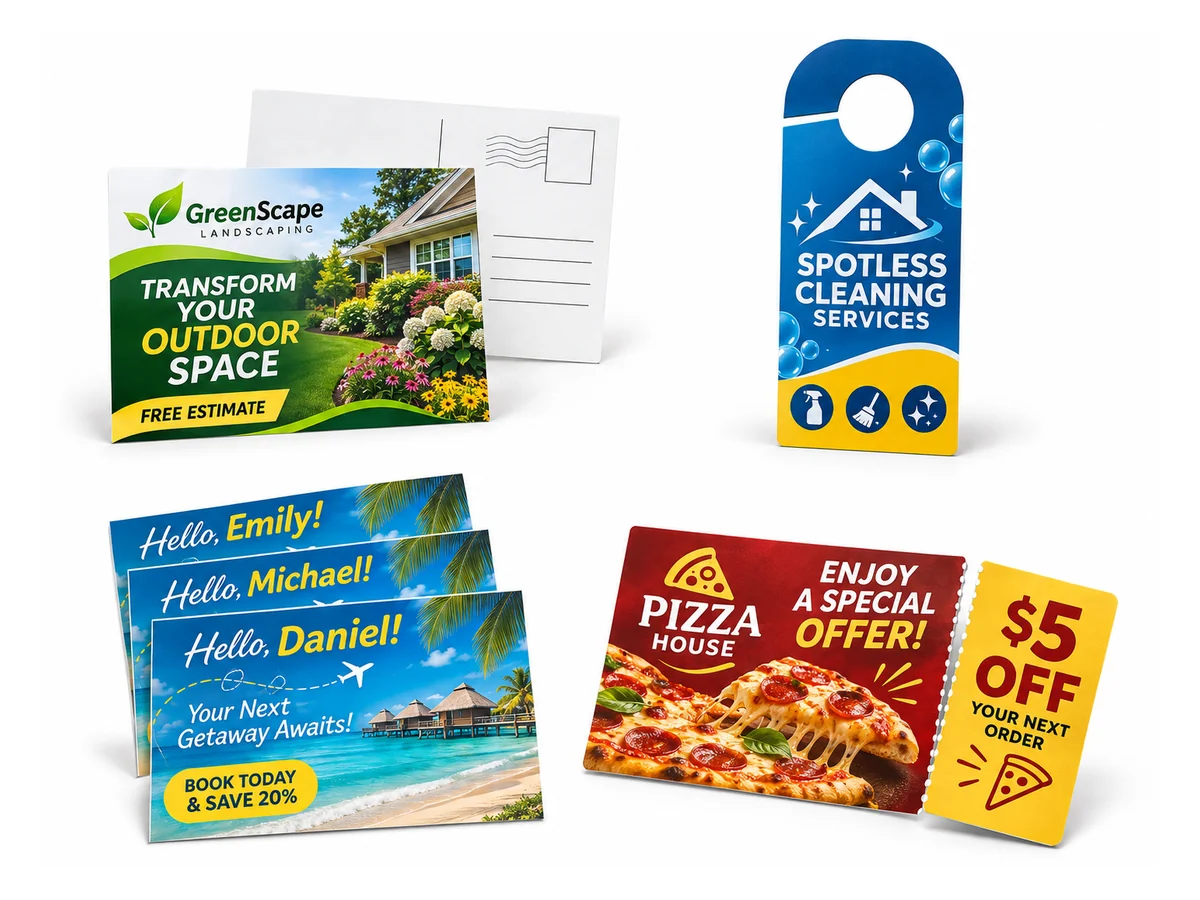 GreenScape
LANDSCAPING
TRANSFORM
YOUR
OUTDOOR
SPACE
FREE ESTIMATE
SPOTLESS
CLEANING
SERVICES
Hello, Emily!
Hello, Michael!
Hello, Daniel!
Your Next
Getaway Awaits!
BOOK TODAY
& SAVE 20%
PIZZA
HOUSE
ENJOY
A SPECIAL
OFFER!
$5
OFF
YOUR NEXT
ORDER